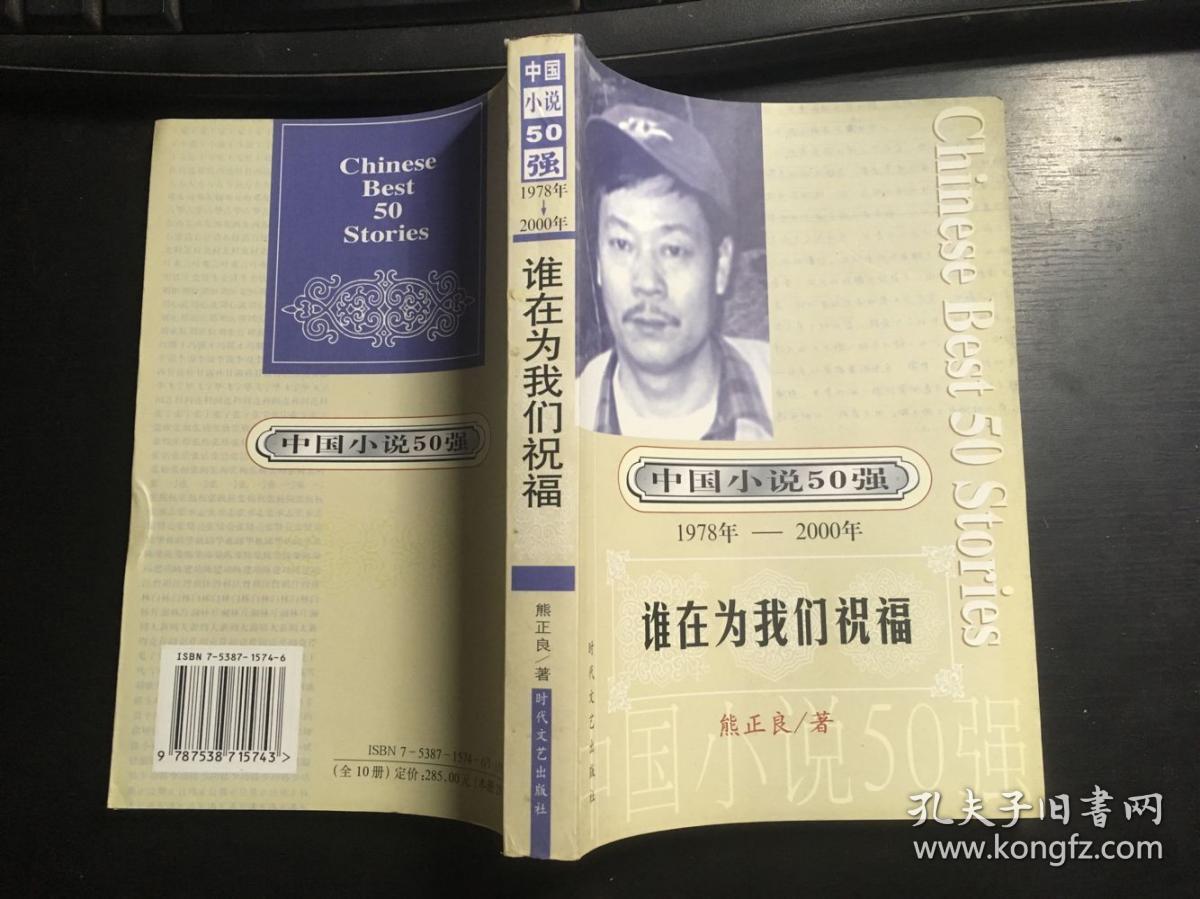 Chinese
Best
50
Stories
中国小说50强
ISBN 7-5387-1574-6
9 787538 715743 >
ISBN 7－5387－1574－6
(全10册) 定价:285.00元
中国
小说
50
强
1978年
2000年
谁在为我们祝福
熊正良/著
时代文艺出版社
Chinese Best 50 Stories
中国小说50强
1978年 — 2000年
谁在为我们祝福
熊正良/著
时代文艺出版社
中国小说50强
孔夫子旧书网
www.kongfz.com